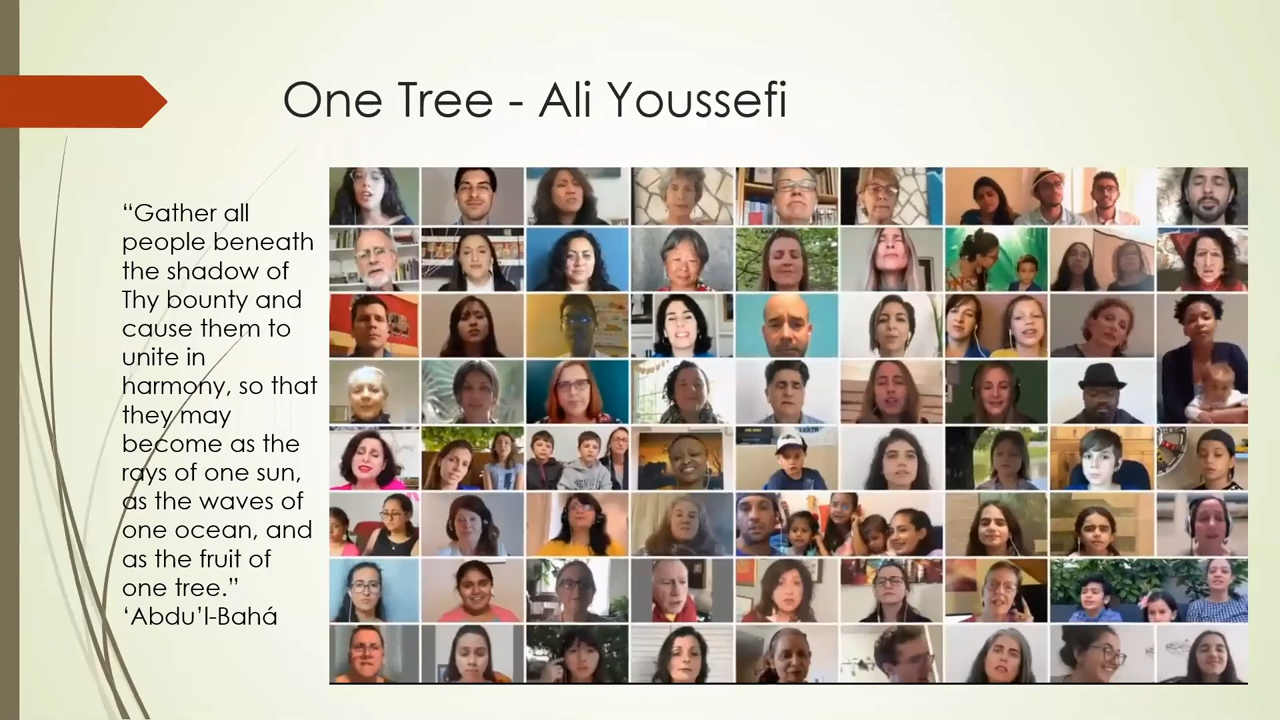 One Tree - Ali Youssefi
“Gather all
people beneath
the shadow of
Thy bounty and
cause them to
unite in
harmony, so that
they may
become as the
rays of one sun,
as the waves of
one ocean, and
as the fruit of
one tree.”
‘Abdu’l-Bahá